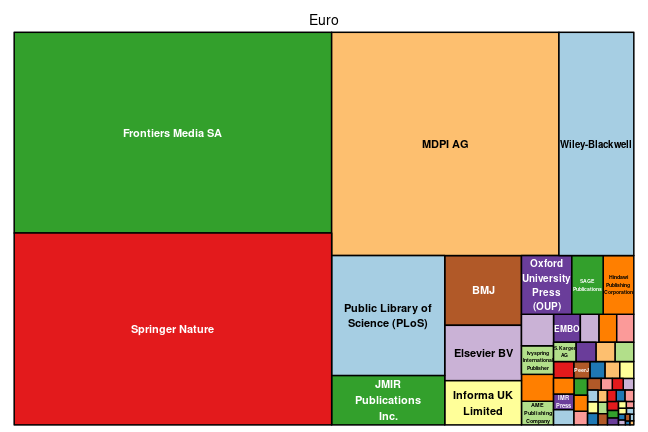 Euro
Frontiers Media SA
MDPI AG
Wiley-Blackwell
Springer Nature
Public Library of
Science (PLoS)
JMIR
Publications
Inc.
BMJ
Elsevier BV
Informa UK
Limited
Oxford
University
Press
(OUP)
SAGE
Publications
Hindawi
Publishing
Corporation
EMBO
Ivyspring
International
Publisher
S.Karger
AG
PeerJ
IMR
Press
AME
Publishing
Company